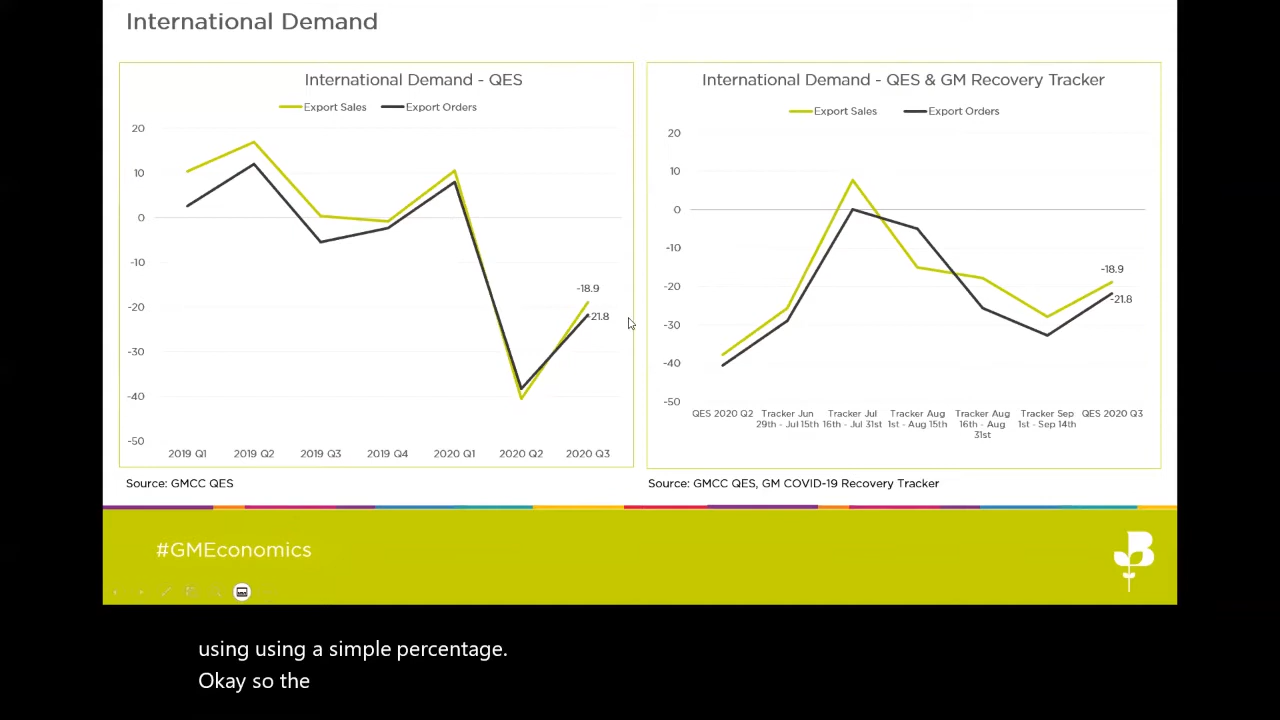 International Demand
International Demand - QES
Export Sales
Export Orders
20
10
0
-10
-20
-30
-40
-50
-18.9
-21.8
2019 Q1
2019 Q2
2019 Q3
2019 Q4
2020 Q1
2020 Q2
2020 Q3
Source: GMCC QES
International Demand - QES & GM Recovery Tracker
Export Sales
Export Orders
20
10
0
-10
-20
-30
-40
-50
-18.9
-21.8
QES 2020 Q2
Tracker Jun
29th - Jul 15th
Tracker Jul
16th - Jul 31st
Tracker Aug
1st - Aug 15th
Tracker Aug
16th - Aug
31st
Tracker Sep
1st - Sep 14th
QES 2020 Q3
Source: GMCC QES, GM COVID-19 Recovery Tracker
#GMEconomics
using using a simple percentage.
Okay so the